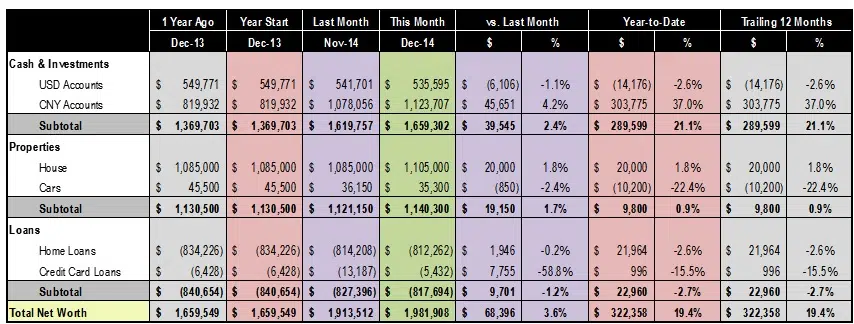 1 Year Ago Year Start Last Month This Month vs. Last Month Year-to-Date Trailing 12 Months
Dec-13 Dec-13 Nov-14 Dec-14 $ % $ % $ %
Cash & Investments
USD Accounts $ 549,771 $ 549,771 $ 541,701 $ 535,595 $ (6,106) -1.1% $ (14,176) -2.6% $ (14,176) -2.6%
CNY Accounts $ 819,932 $ 819,932 $ 1,078,056 $ 1,123,707 $ 45,651 4.2% $ 303,775 37.0% $ 303,775 37.0%
Subtotal $ 1,369,703 $ 1,369,703 $ 1,619,757 $ 1,659,302 $ 39,545 2.4% $ 289,599 21.1% $ 289,599 21.1%
Properties
House $ 1,085,000 $ 1,085,000 $ 1,085,000 $ 1,105,000 $ 20,000 1.8% $ 20,000 1.8% $ 20,000 1.8%
Cars $ 45,500 $ 45,500 $ 36,150 $ 35,300 $ (850) -2.4% $ (10,200) -22.4% $ (10,200) -22.4%
Subtotal $ 1,130,500 $ 1,130,500 $ 1,121,150 $ 1,140,300 $ 19,150 1.7% $ 9,800 0.9% $ 9,800 0.9%
Loans
Home Loans $ (834,226) $ (834,226) $ (814,208) $ (812,262) $ 1,946 -0.2% $ 21,964 -2.6% $ 21,964 -2.6%
Credit Card Loans $ (6,428) $ (6,428) $ (13,187) $ (5,432) $ 7,755 -58.8% $ 996 -15.5% $ 996 -15.5%
Subtotal $ (840,654) $ (840,654) $ (827,396) $ (817,694) $ 9,701 -1.2% $ 22,960 -2.7% $ 22,960 -2.7%
Total Net Worth $ 1,659,549 $ 1,659,549 $ 1,913,512 $ 1,981,908 $ 68,396 3.6% $ 322,358 19.4% $ 322,358 19.4%